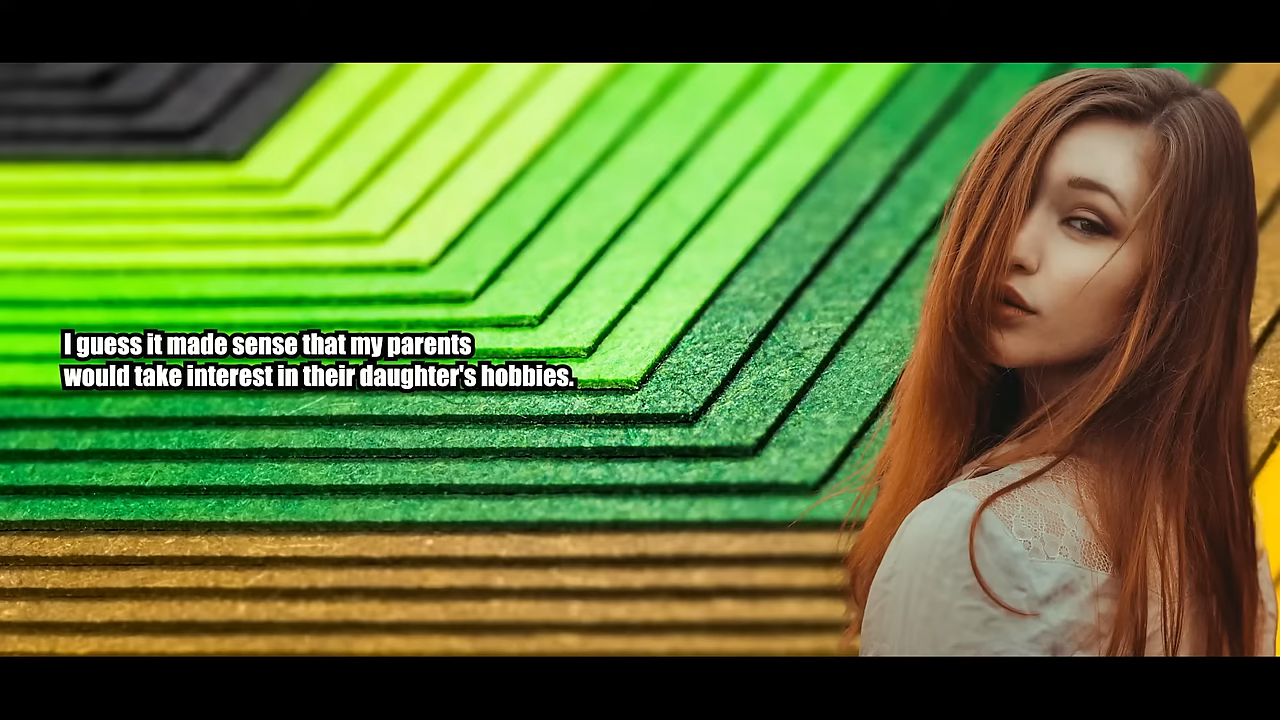 I guess it made sense that my parents
would take interest in their daughter's hobbies.